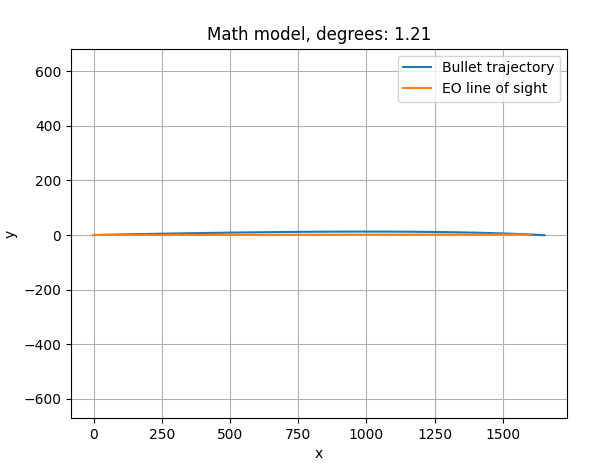 Math model, degrees: 1.21
Bullet trajectory
EO line of sight
600
400
200
0
−200
−400
−600
y
0 250 500 750 1000 1250 1500
x